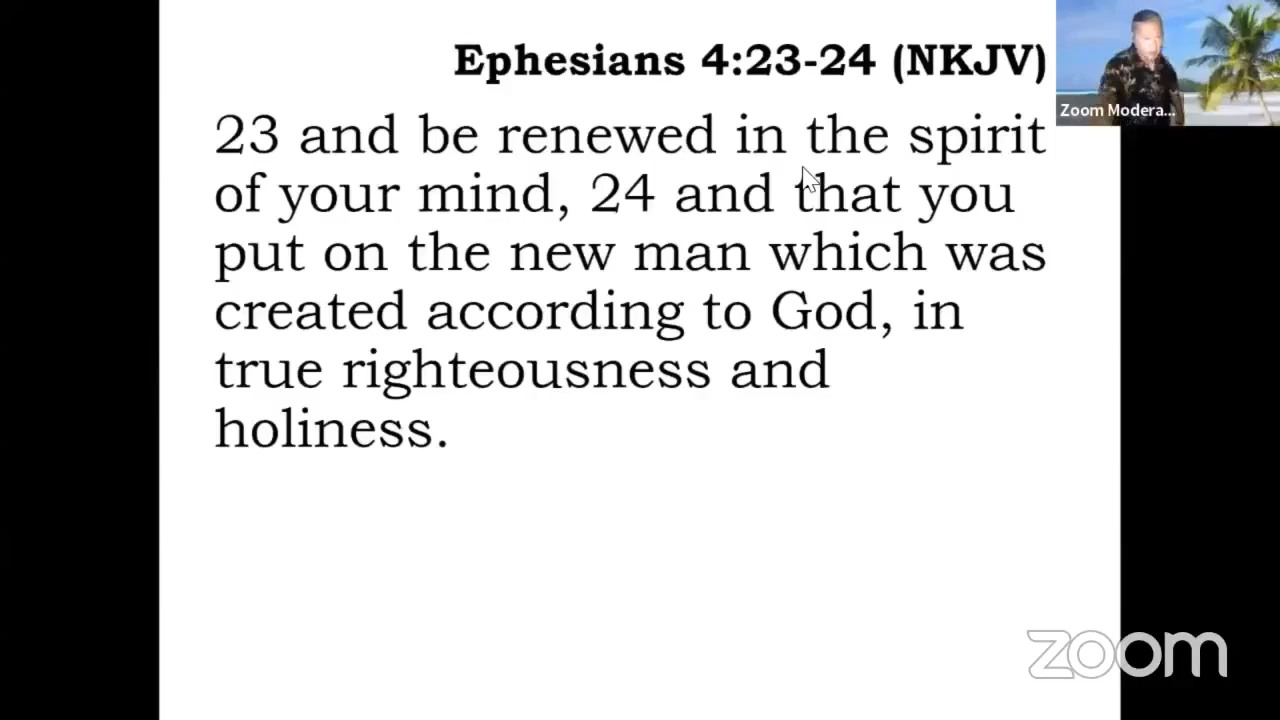 Ephesians 4:23-24 (NKJV)
23 and be renewed in the spirit
of your mind, 24 and that you
put on the new man which was
created according to God, in
true righteousness and
holiness.
Zoom Modera...
zoom